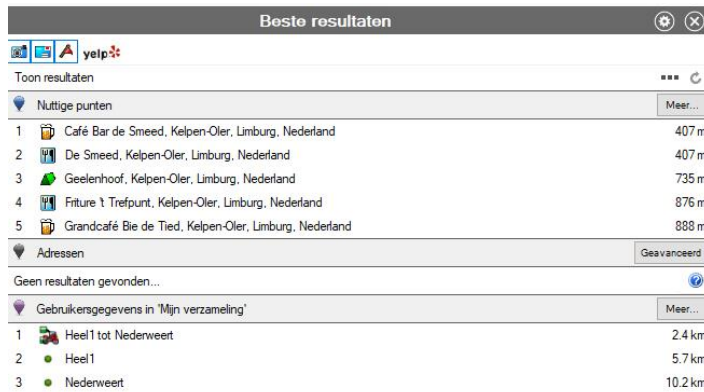 Beste resultaten
yelp
Toon resultaten
Nuttige punten Meer...
1 Café Bar de Smeed, Kelpen-Oler, Limburg, Nederland 407 m
2 De Smeed, Kelpen-Oler, Limburg, Nederland 407 m
3 Geelenhoof, Kelpen-Oler, Limburg, Nederland 735 m
4 Friture 't Trefpunt, Kelpen-Oler, Limburg, Nederland 876 m
5 Grandcafé Bie de Tied, Kelpen-Oler, Limburg, Nederland 888 m
Adressen Geavanceerd
Geen resultaten gevonden...
Gebruikersgegevens in 'Mijn verzameling' Meer...
1 Heel1 tot Nederweert 2.4 km
2 Heel1 5.7 km
3 Nederweert 10.2 km